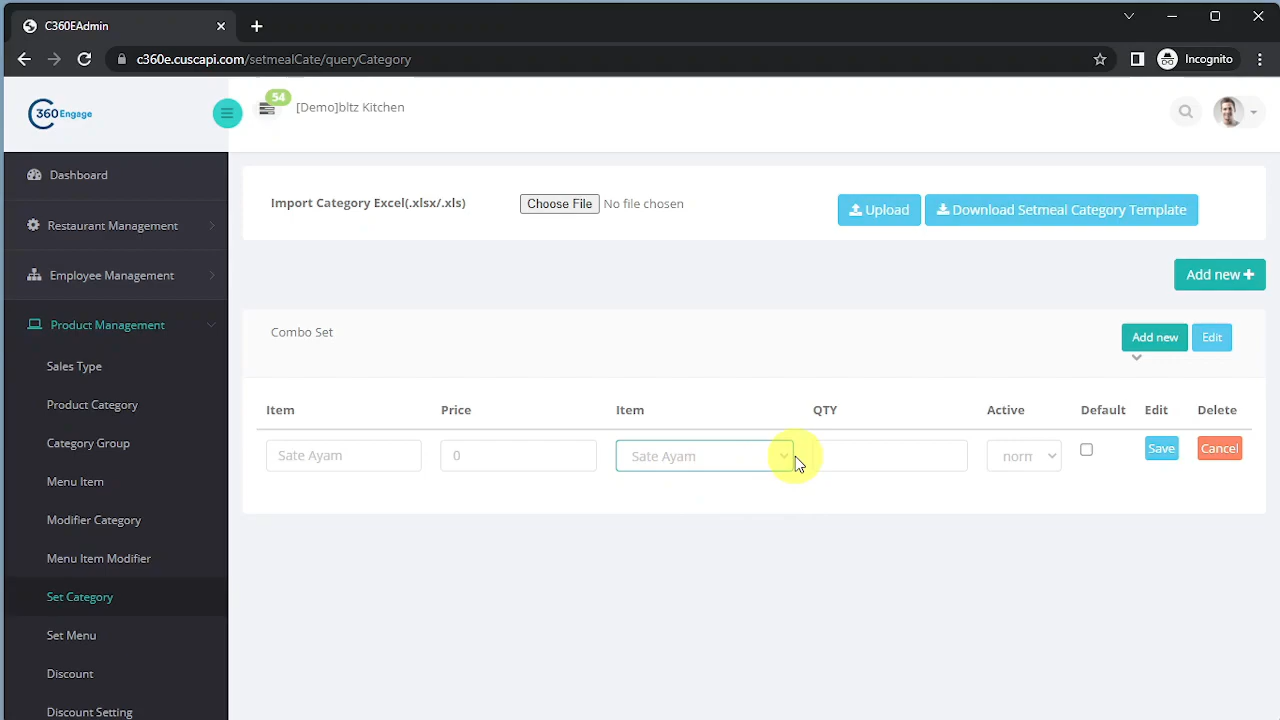 C360EAdmin
c360e.cuscapi.com/setmealCate/queryCategory
Incognito
360 Engage
54
[Demo]bltz Kitchen
Dashboard
Restaurant Management
Employee Management
Product Management
Sales Type
Product Category
Category Group
Menu Item
Modifier Category
Menu Item Modifier
Set Category
Set Menu
Discount
Discount Setting
Import Category Excel(.xlsx/.xls)
Choose File No file chosen
Upload
Download Setmeal Category Template
Add new
Combo Set
Add new
Edit
Item Price Item QTY Active Default Edit Delete
Sate Ayam 0 Sate Ayam norm Save Cancel